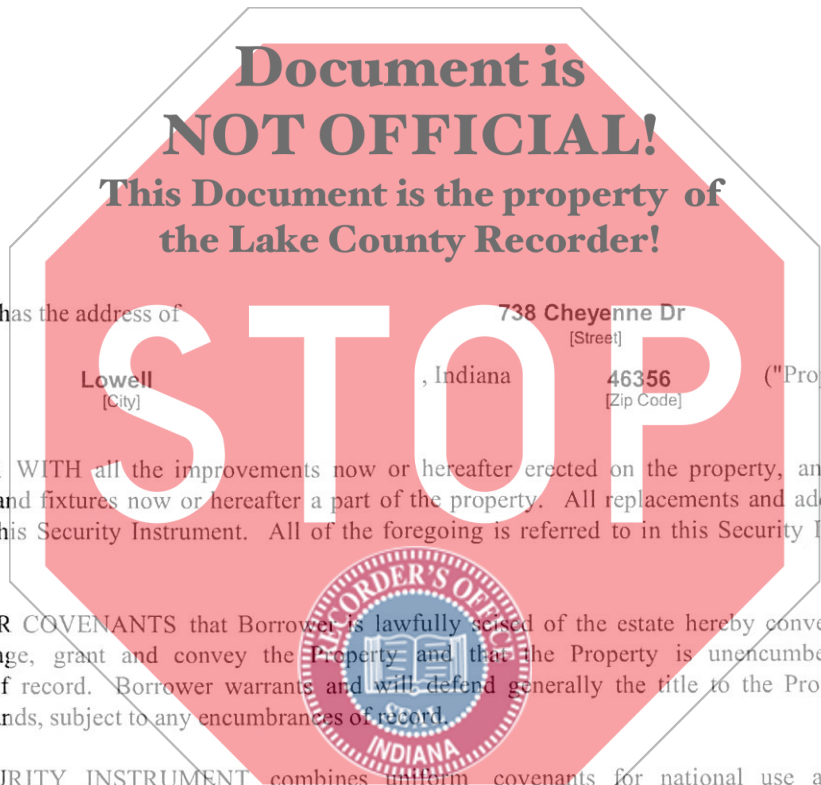 Document is
NOT OFFICIAL!
This Document is the property of
the Lake County Recorder!
STOP
has the address of 738 Cheyenne Dr
[Street]
Lowell , Indiana 46356 ("Pro
[City] [Zip Code]
WITH all the improvements now or hereafter erected on the property, an
and fixtures now or hereafter a part of the property. All replacements and add
his Security Instrument. All of the foregoing is referred to in this Security I
R COVENANTS that Borrower is lawfully seised of the estate hereby conve
age, grant and convey the Property and that the Property is unencumbe
f record. Borrower warrants and will defend generally the title to the Pro
nds, subject to any encumbrances of record.
RECORDER'S OFFICE
SEAL
INDIANA
URITY INSTRUMENT combines uniform covenants for national use a